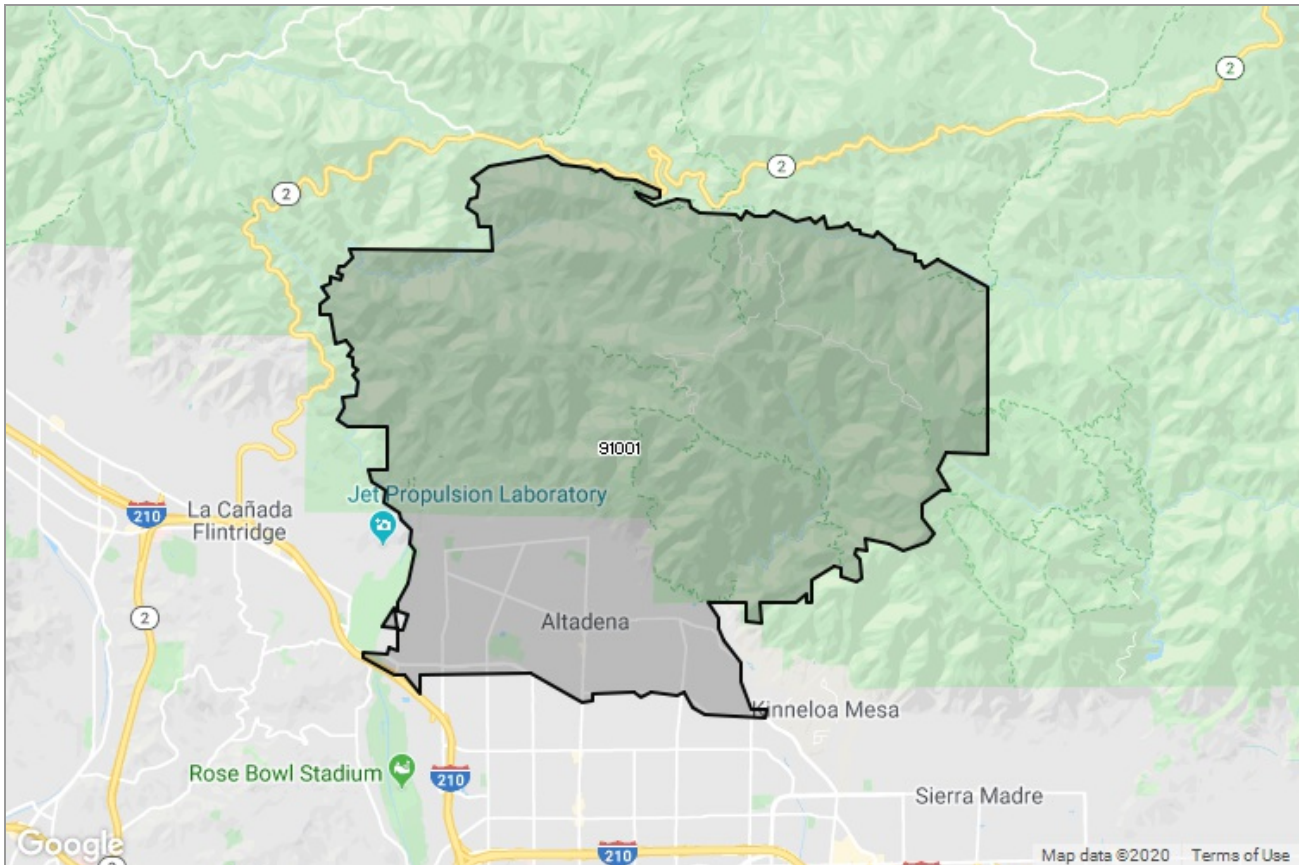 2
2
2
91001
Jet Propulsion Laboratory
La Cañada
Flintridge
210
2
Altadena
Kinneloa Mesa
Rose Bowl Stadium
210
Sierra Madre
Google
210
Map data ©2020
Terms of Use